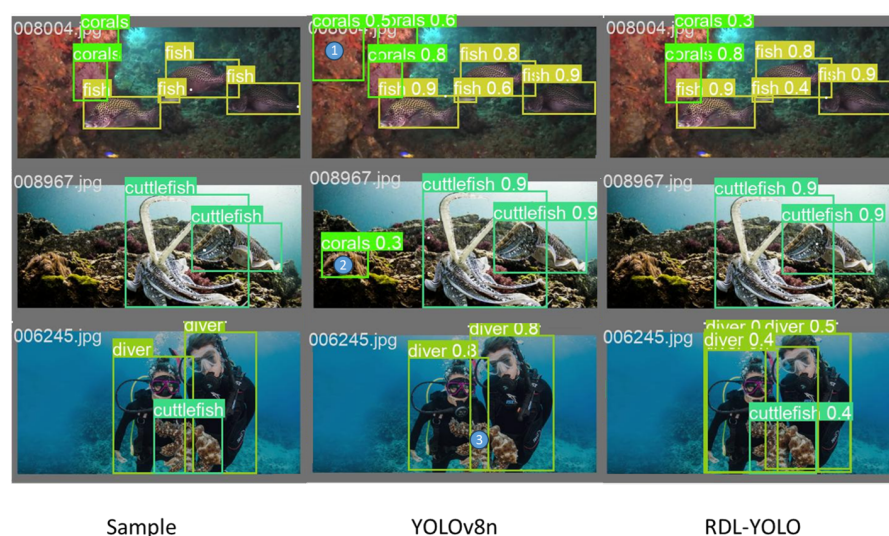 008004.jpg
corals
corals
fish
fish
fish
fish
corals 0.5
corals 0.6
corals 0.8
fish 0.8
fish 0.9
fish 0.9
fish 0.6
1
corals 0.3
008004.jpg
corals 0.8
fish 0.8
fish 0.9
fish 0.9
fish 0.4
008967.jpg
cuttlefish
cuttlefish
008967.jpg
cuttlefish 0.9
cuttlefish 0.9
corals 0.3
2
008967.jpg
cuttlefish 0.9
cuttlefish 0.9
006245.jpg
diver
diver
cuttlefish
006245.jpg
diver 0.8
diver 0.8
3
006245.jpg
diver 0.5
diver 0.4
cuttlefish 0.4
Sample
YOLOv8n
RDL-YOLO